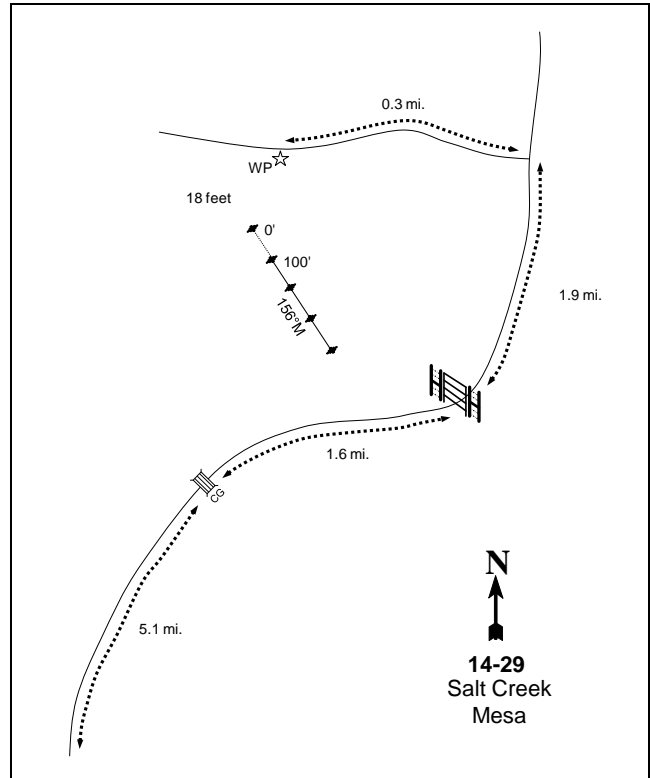 0.3 mi.
WP
18 feet
0'
100'
156°M
1.9 mi.
1.6 mi.
CG
5.1 mi.
N
14-29
Salt Creek
Mesa